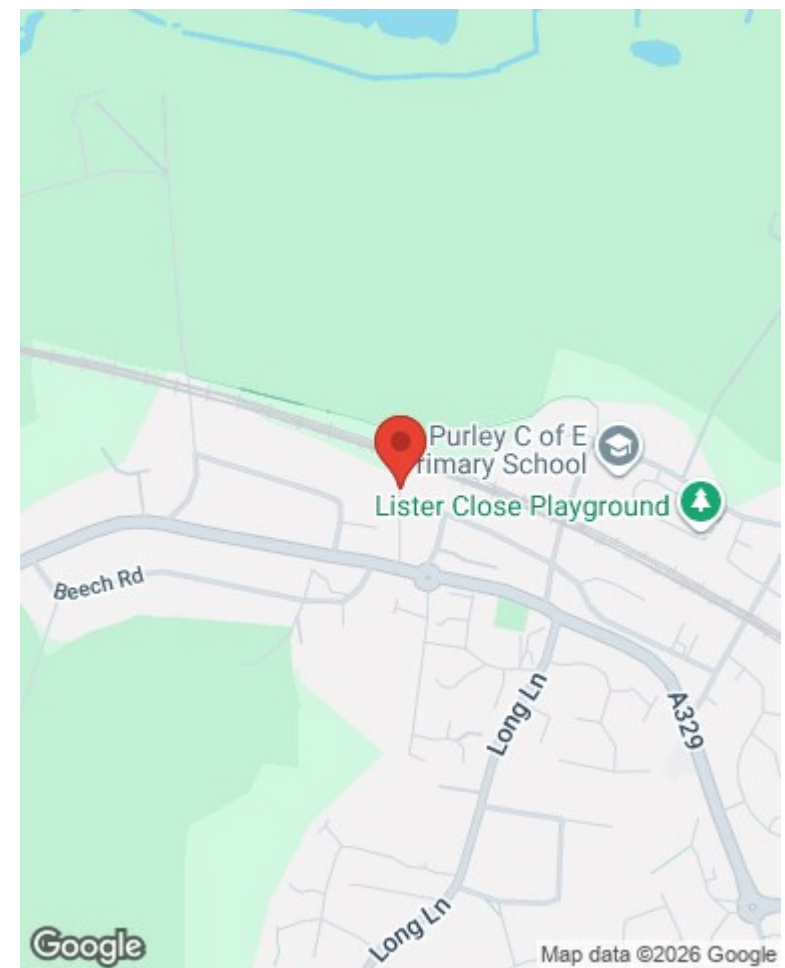 Purley C of E
rimary School
Lister Close Playground
Beech Rd
Long Ln
A329
Long Ln
Google
Map data ©2026 Google